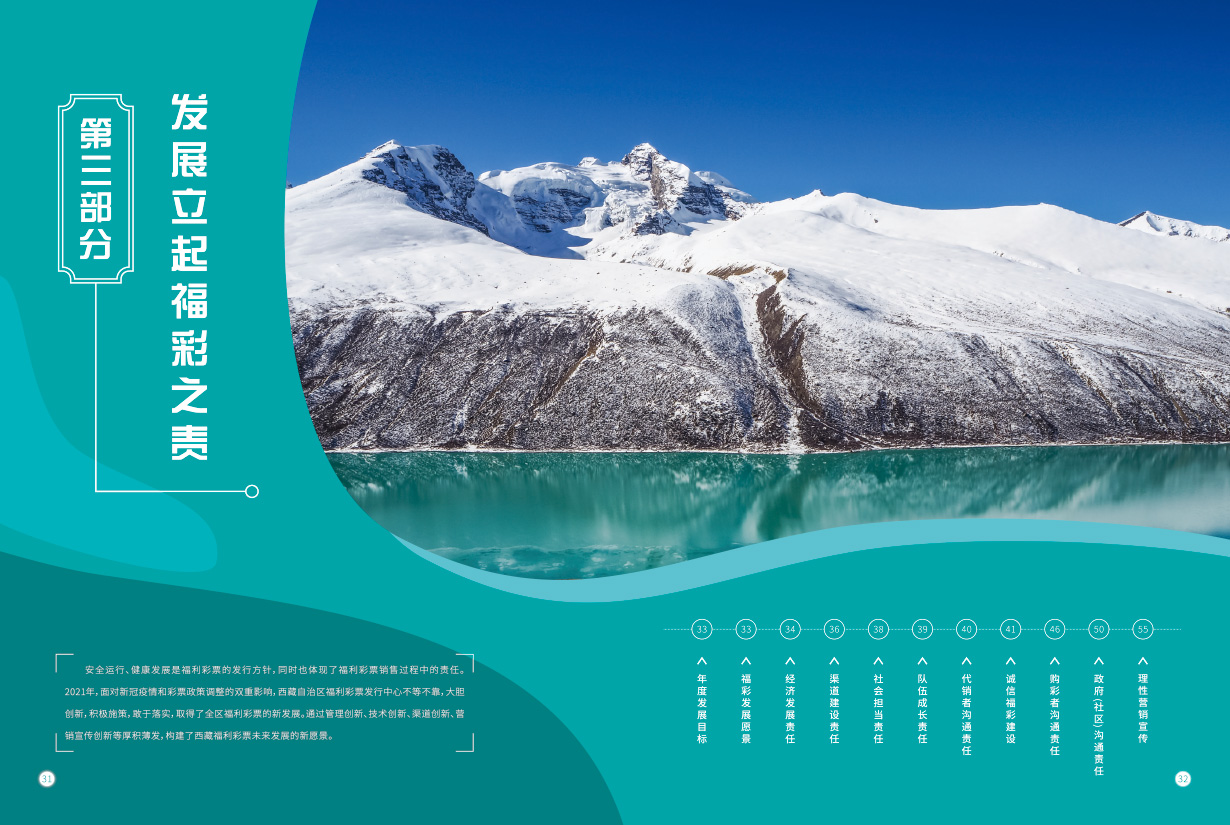 第三部分
发展立起福彩之责
安全运行、健康发展是福利彩票的发行方针,同时也体现了福利彩票销售过程中的责任。
2021年,面对新冠疫情和彩票政策调整的双重影响,西藏自治区福利彩票发行中心不等不靠,大胆
创新,积极施策,敢于落实,取得了全区福利彩票的新发展。通过管理创新、技术创新、渠道创新、营
销宣传创新等厚积薄发,构建了西藏福利彩票未来发展的新愿景。
31
33
年度发展目标
33
福彩发展愿景
34
经济发展责任
36
渠道建设责任
38
社会担当责任
39
队伍成长责任
40
代销者沟通责任
41
诚信福彩建设
46
购彩者沟通责任
50
政府(社区)沟通责任
55
理性营销宣传
32